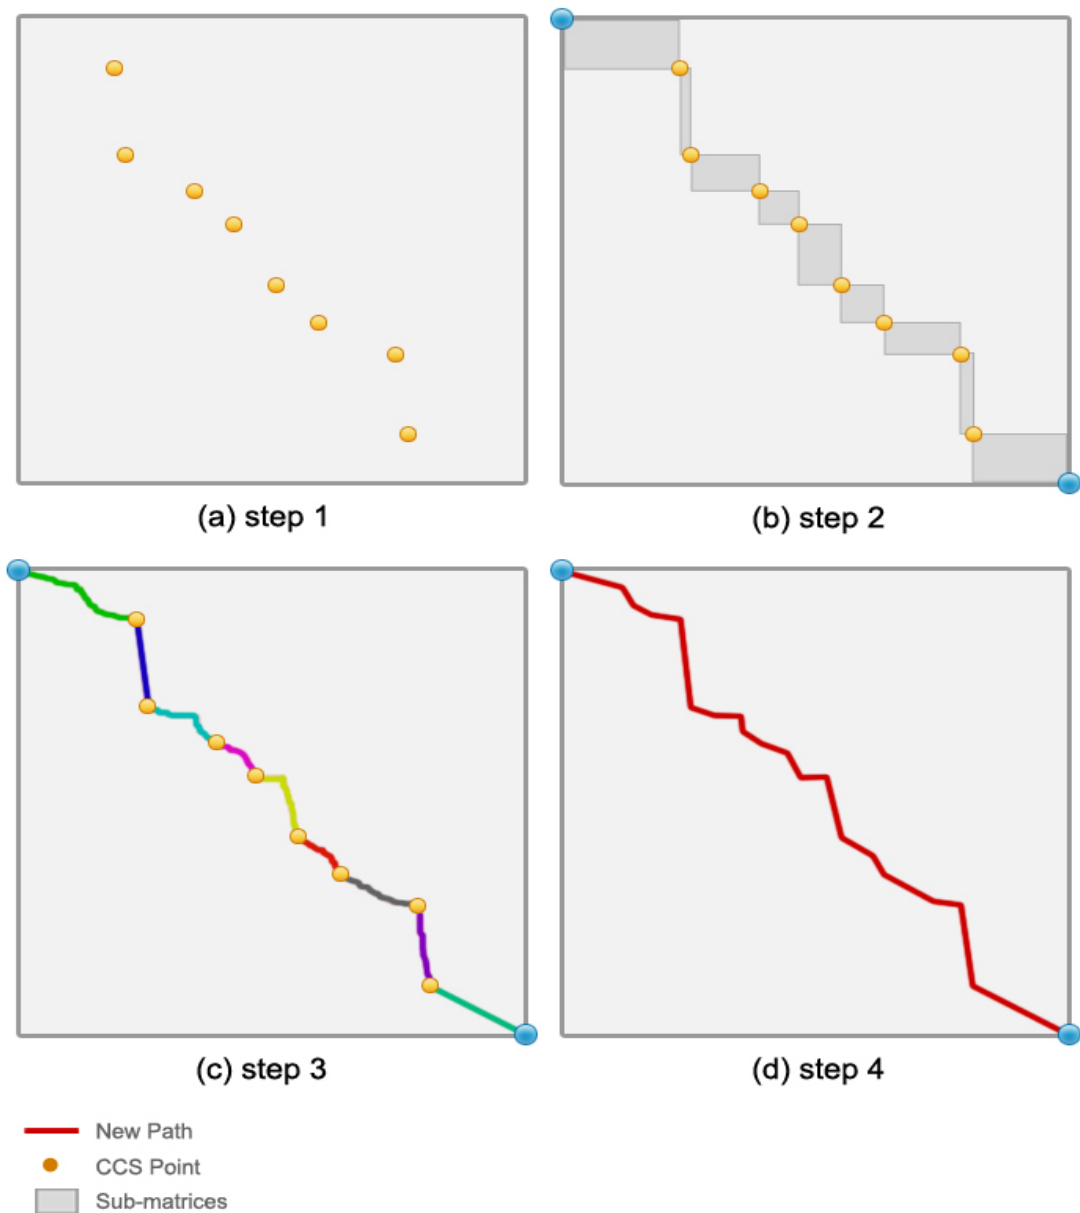 (a) step 1
(b) step 2
(c) step 3
(d) step 4
New Path
CCS Point
Sub-matrices